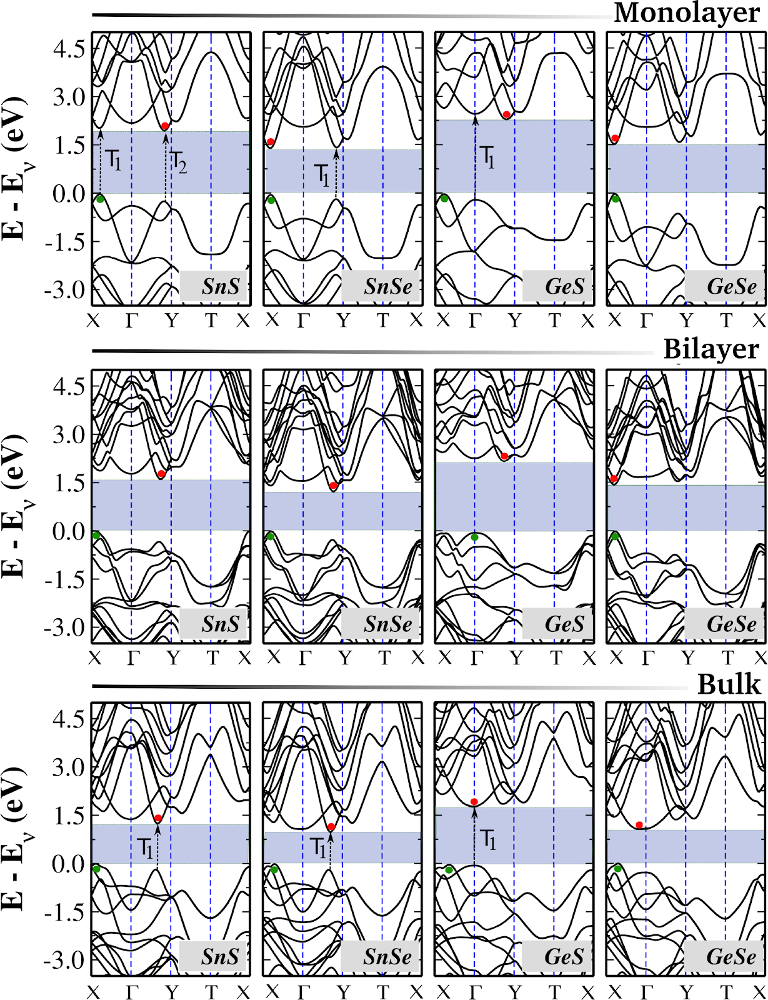 Monolayer
E - Eν (eV)
4.5
3.0
1.5
0.0
-1.5
-3.0
T1 T2 T1 T1
SnS SnSe GeS GeSe
X Γ Y T X X Γ Y T X X Γ Y T X X Γ Y T X
Bilayer
E - Eν (eV)
4.5
3.0
1.5
0.0
-1.5
-3.0
SnS SnSe GeS GeSe
X Γ Y T X X Γ Y T X X Γ Y T X X Γ Y T X
Bulk
E - Eν (eV)
4.5
3.0
1.5
0.0
-1.5
-3.0
T1 T1 T1
SnS SnSe GeS GeSe
X Γ Y T X X Γ Y T X X Γ Y T X X Γ Y T X